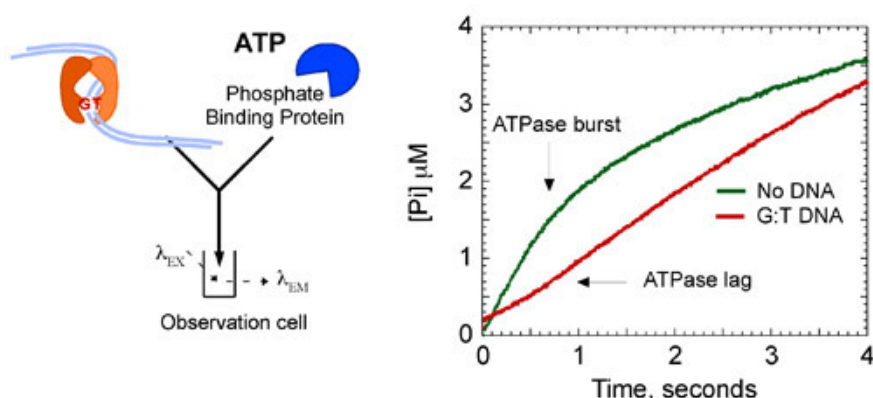 ATP
Phosphate
Binding Protein
GT
λEX
λEM
Observation cell
4
3
2
1
0
[Pi] μM
ATPase burst
No DNA
G:T DNA
ATPase lag
0 1 2 3 4
Time, seconds